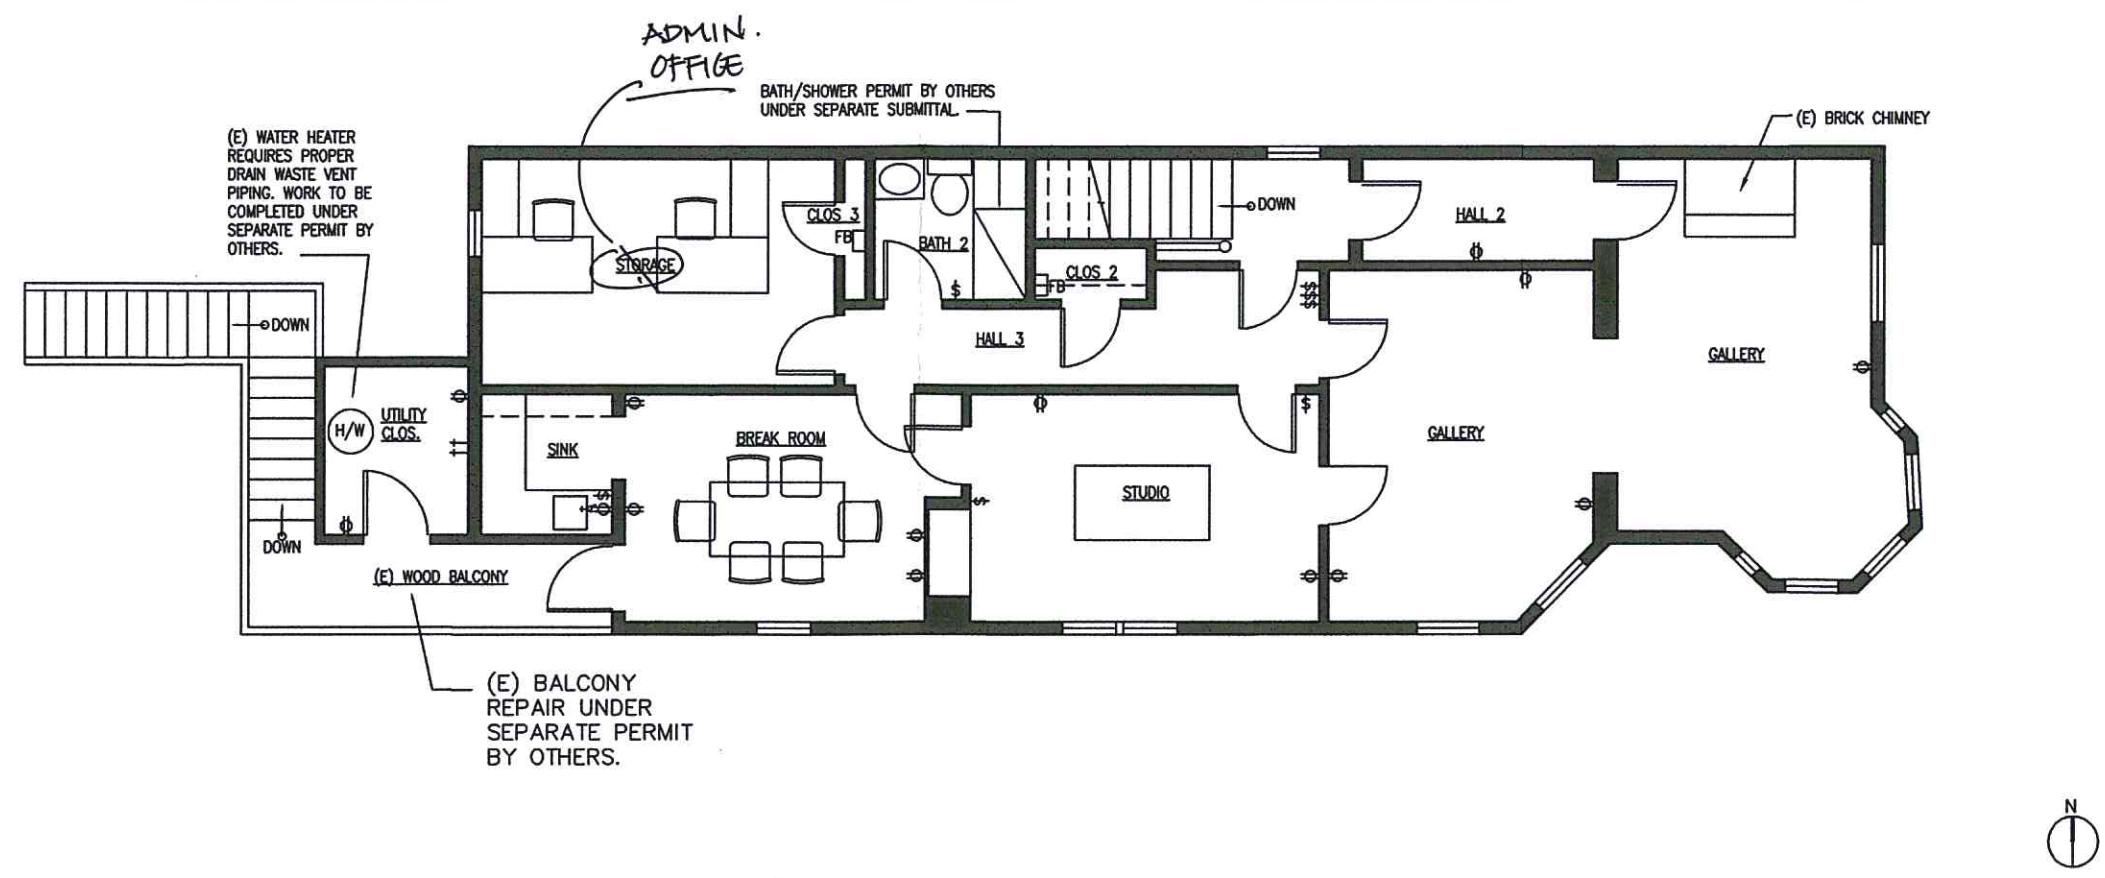 ADMIN.
OFFICE
BATH/SHOWER PERMIT BY OTHERS
UNDER SEPARATE SUBMITTAL
(E) BRICK CHIMNEY
(E) WATER HEATER
REQUIRES PROPER
DRAIN WASTE VENT
PIPING. WORK TO BE
COMPLETED UNDER
SEPARATE PERMIT BY
OTHERS.
CLOS 3
FB
STORAGE
BATH 2
$
CLOS 2
FB
DOWN
HALL 2
$$$
HALL 3
GALLERY
DOWN
UTILITY
CLOS.
H/W
SINK
$
BREAK ROOM
$
STUDIO
$
GALLERY
DOWN
(E) WOOD BALCONY
(E) BALCONY
REPAIR UNDER
SEPARATE PERMIT
BY OTHERS.
N